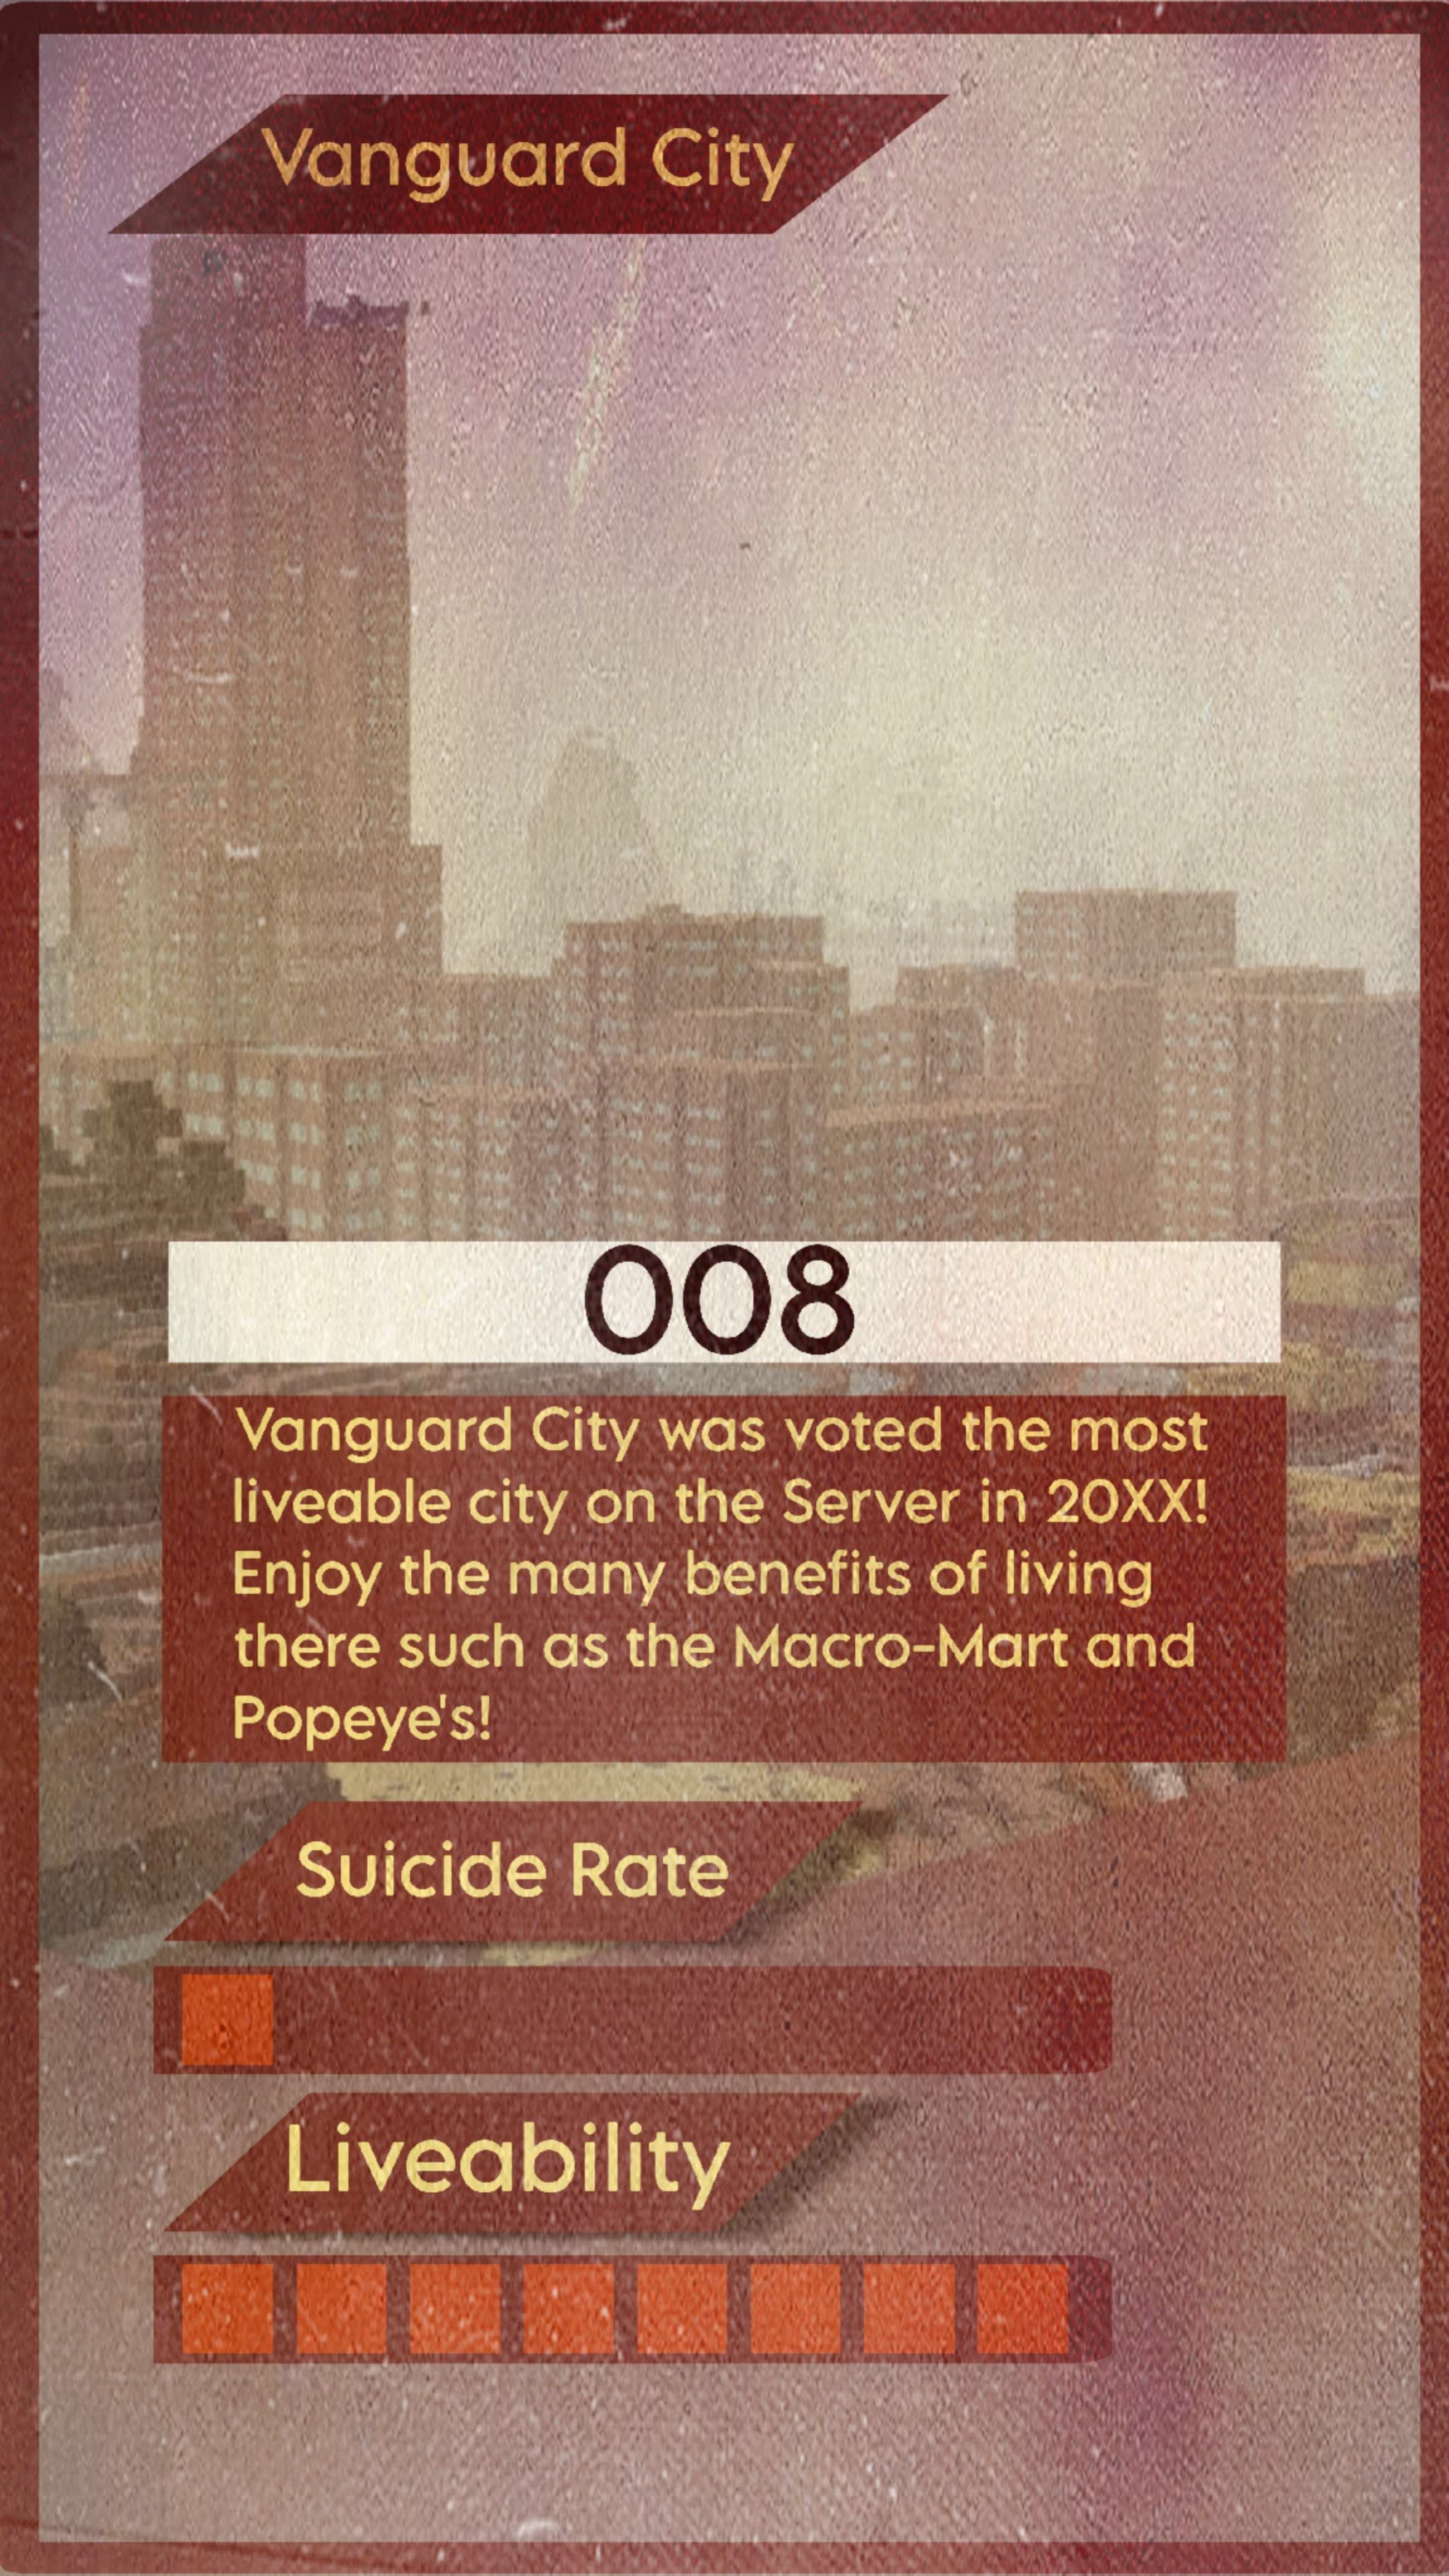 Vanguard City
008
Vanguard City was voted the most
liveable city on the Server in 20XX!
Enjoy the many benefits of living
there such as the Macro-Mart and
Popeye's!
Suicide Rate
Liveability